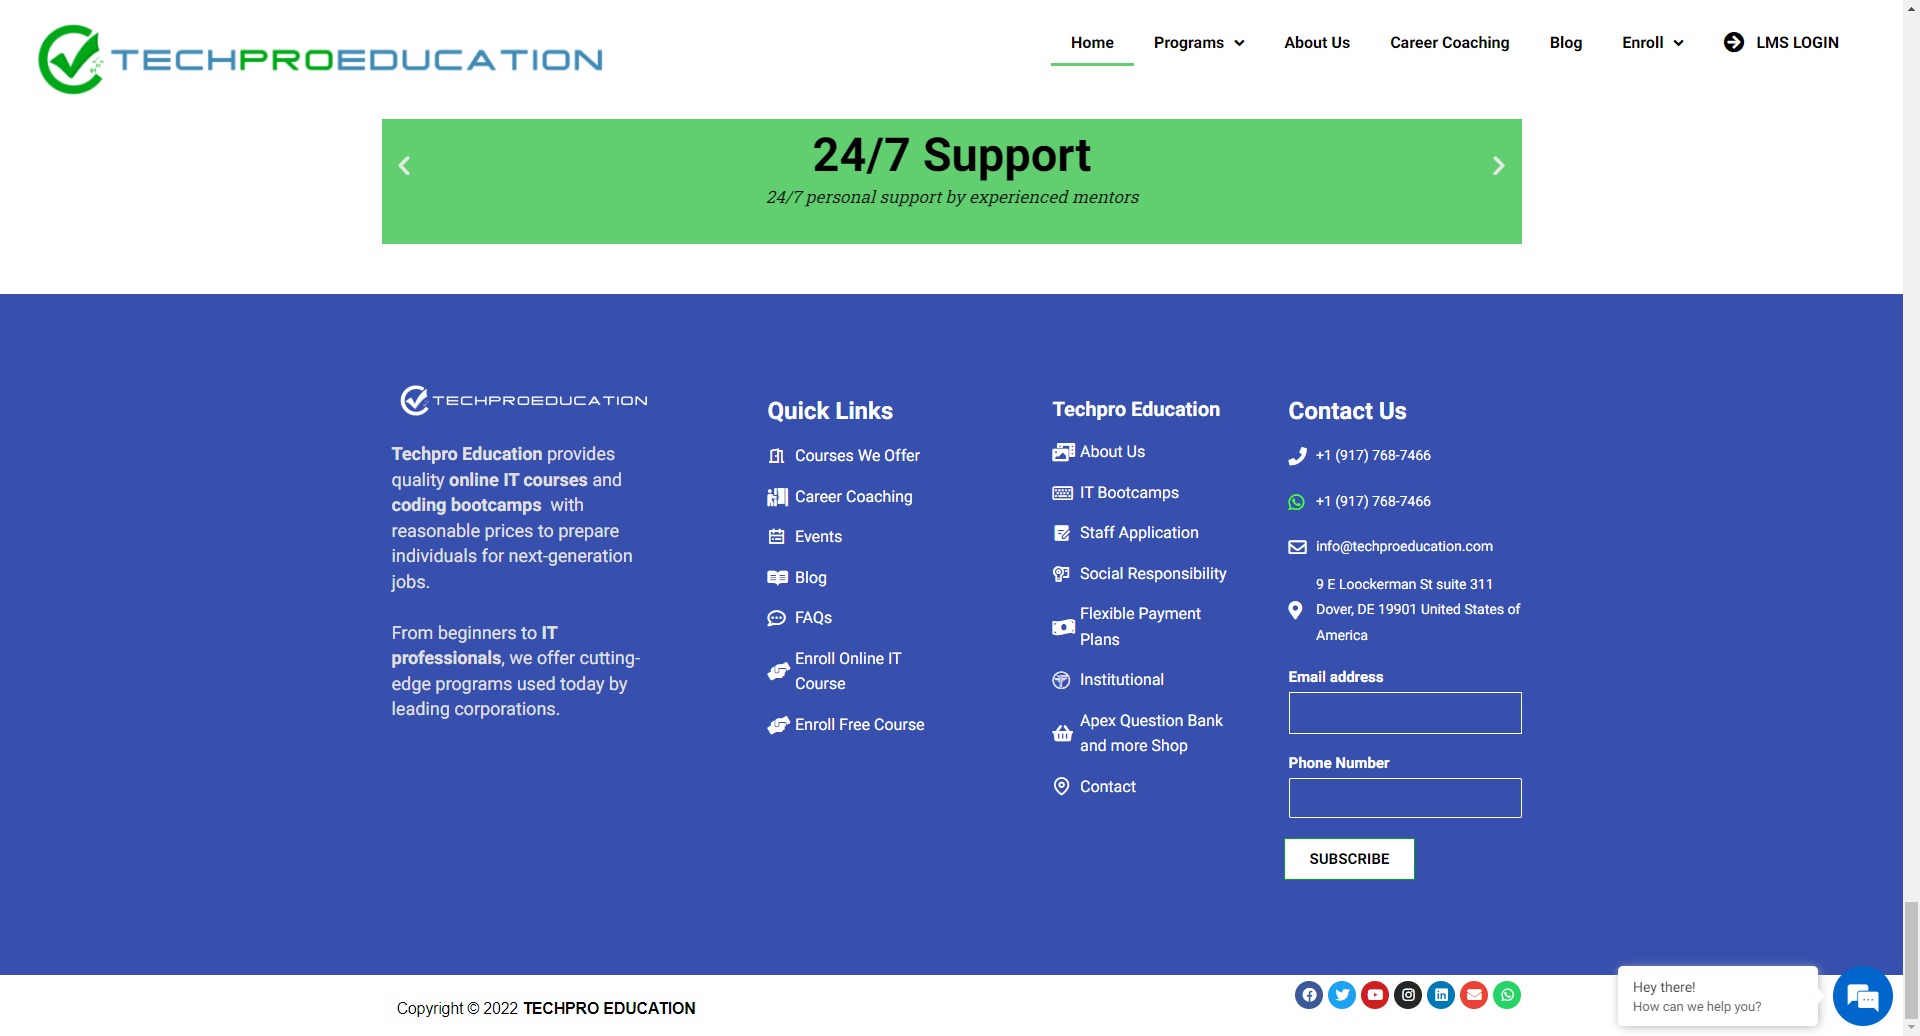 TECHPROEDUCATION
Home
Programs
About Us
Career Coaching
Blog
Enroll
LMS LOGIN
24/7 Support
24/7 personal support by experienced mentors
TECHPROEDUCATION
Techpro Education provides
quality online IT courses and
coding bootcamps with
reasonable prices to prepare
individuals for next-generation
jobs.
From beginners to IT
professionals, we offer cutting-
edge programs used today by
leading corporations.
Quick Links
Courses We Offer
Career Coaching
Events
Blog
FAQs
Enroll Online IT
Course
Enroll Free Course
Techpro Education
About Us
IT Bootcamps
Staff Application
Social Responsibility
Flexible Payment
Plans
Institutional
Apex Question Bank
and more Shop
Contact
Contact Us
+1 (917) 768-7466
+1 (917) 768-7466
info@techproeducation.com
9 E Loockerman St suite 311
Dover, DE 19901 United States of
America
Email address
Phone Number
SUBSCRIBE
Copyright © 2022 TECHPRO EDUCATION
Hey there!
How can we help you?